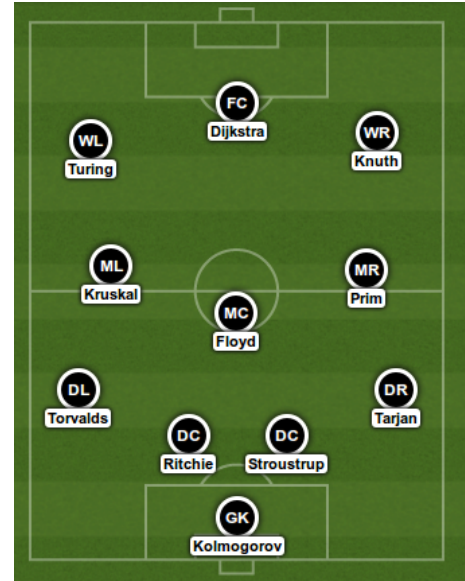 FC
Dijkstra
WL
Turing
WR
Knuth
ML
Kruskal
MR
Prim
MC
Floyd
DL
Torvalds
DR
Tarjan
DC
Ritchie
DC
Stroustrup
GK
Kolmogorov